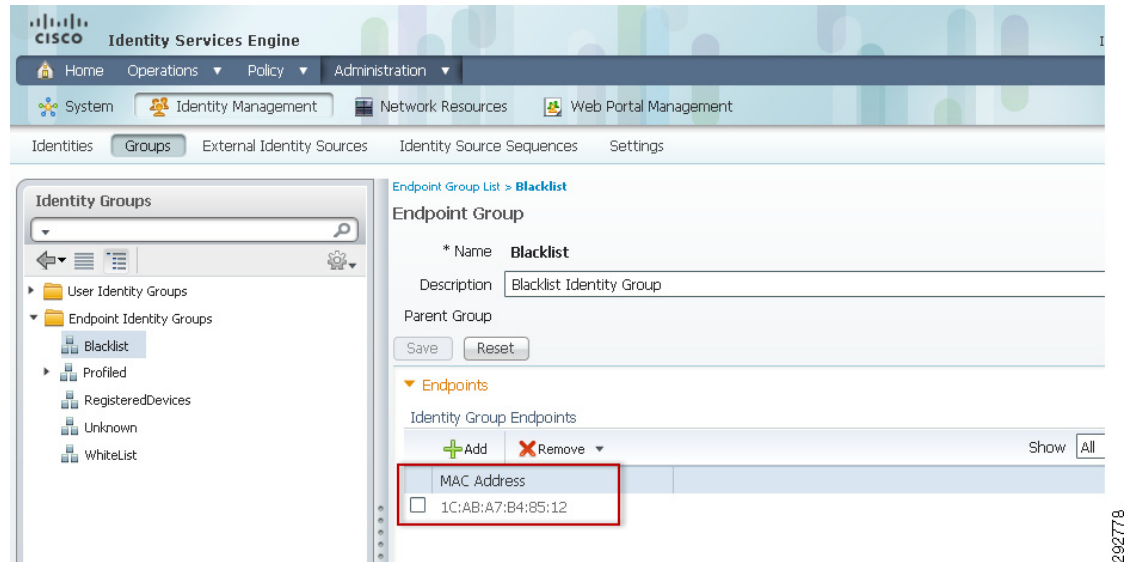 CISCO Identity Services Engine
I
Home Operations Policy Administration
System Identity Management Network Resources Web Portal Management
Identities Groups External Identity Sources Identity Source Sequences Settings
Identity Groups
User Identity Groups
Endpoint Identity Groups
Blacklist
Profiled
RegisteredDevices
Unknown
WhiteList
Endpoint Group List > Blacklist
Endpoint Group
* Name Blacklist
Description Blacklist Identity Group
Parent Group
Save Reset
Endpoints
Identity Group Endpoints
Add Remove Show All
MAC Address
1C:AB:A7:B4:85:12
292778